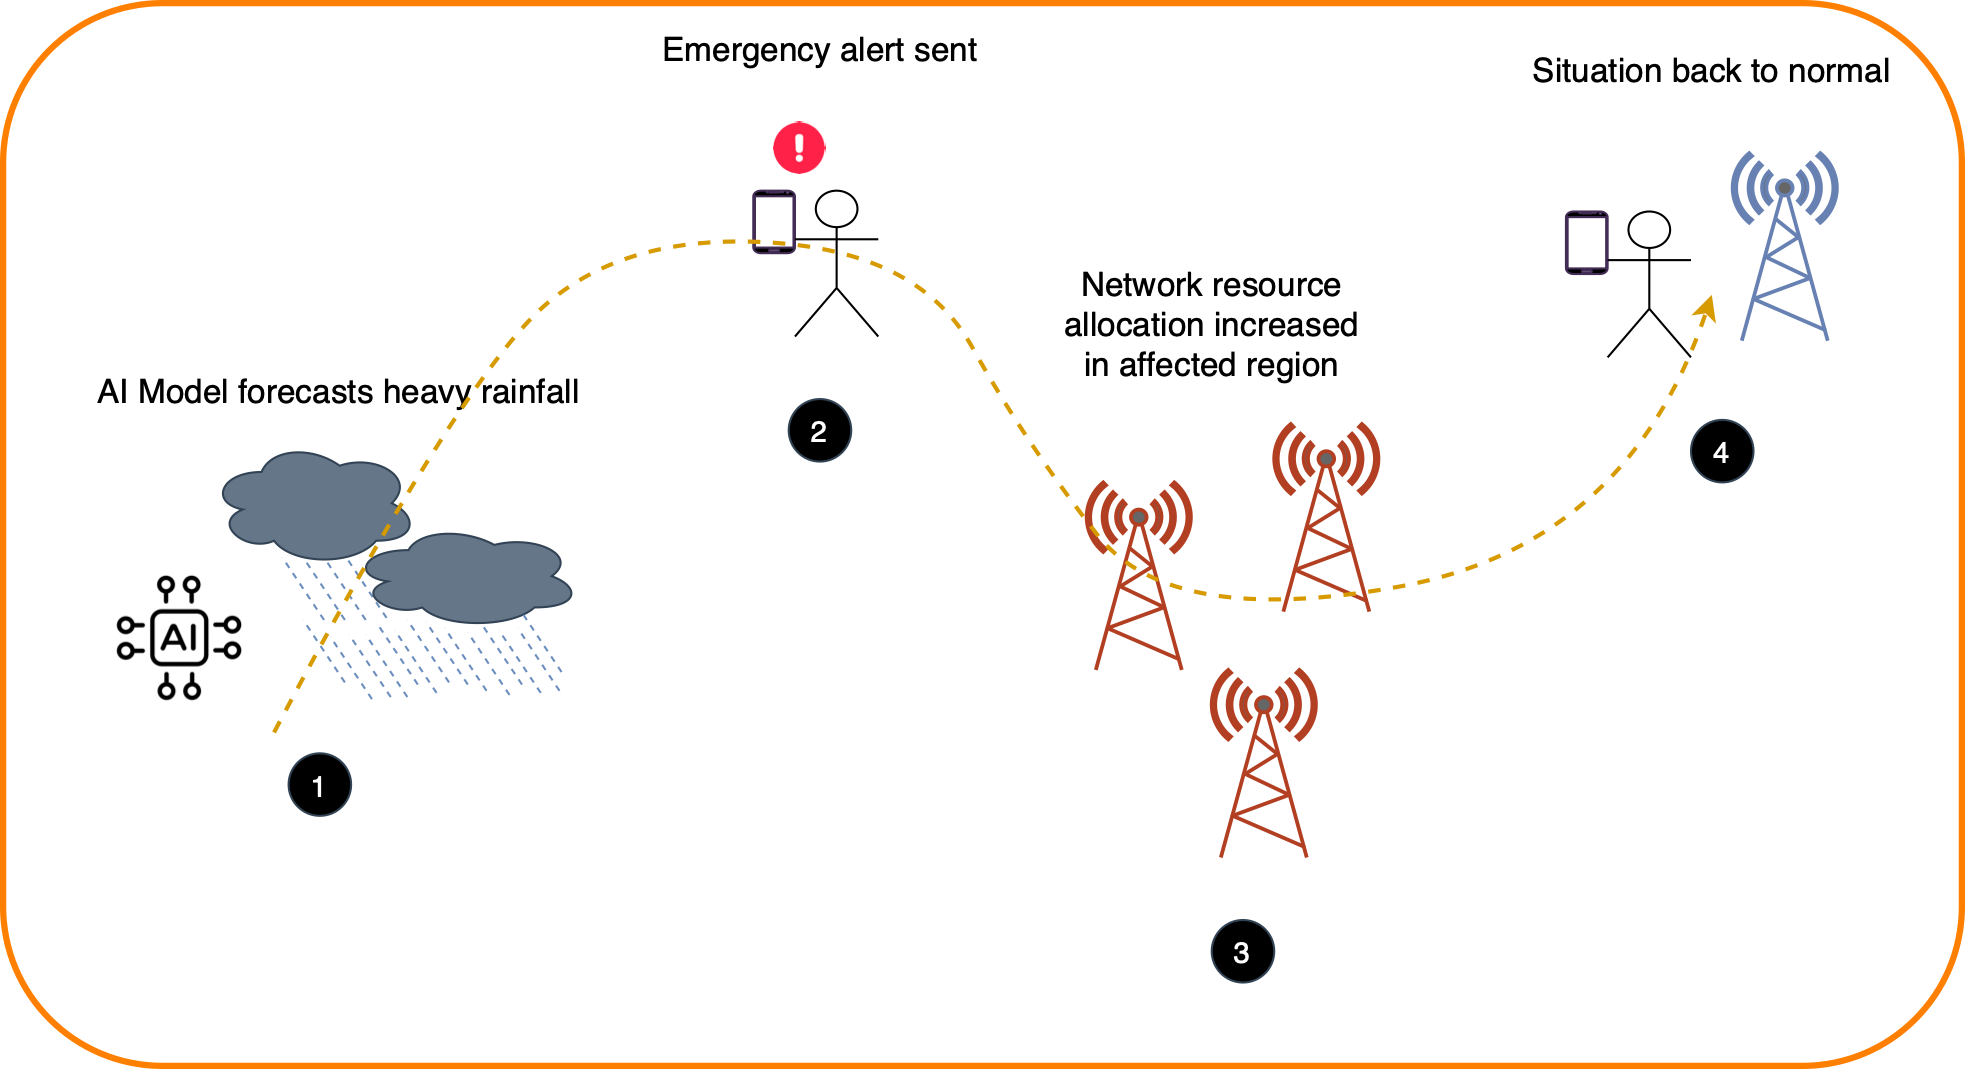 Emergency alert sent
Situation back to normal
Network resource
allocation increased
in affected region
AI Model forecasts heavy rainfall
2
4
AI
1
3